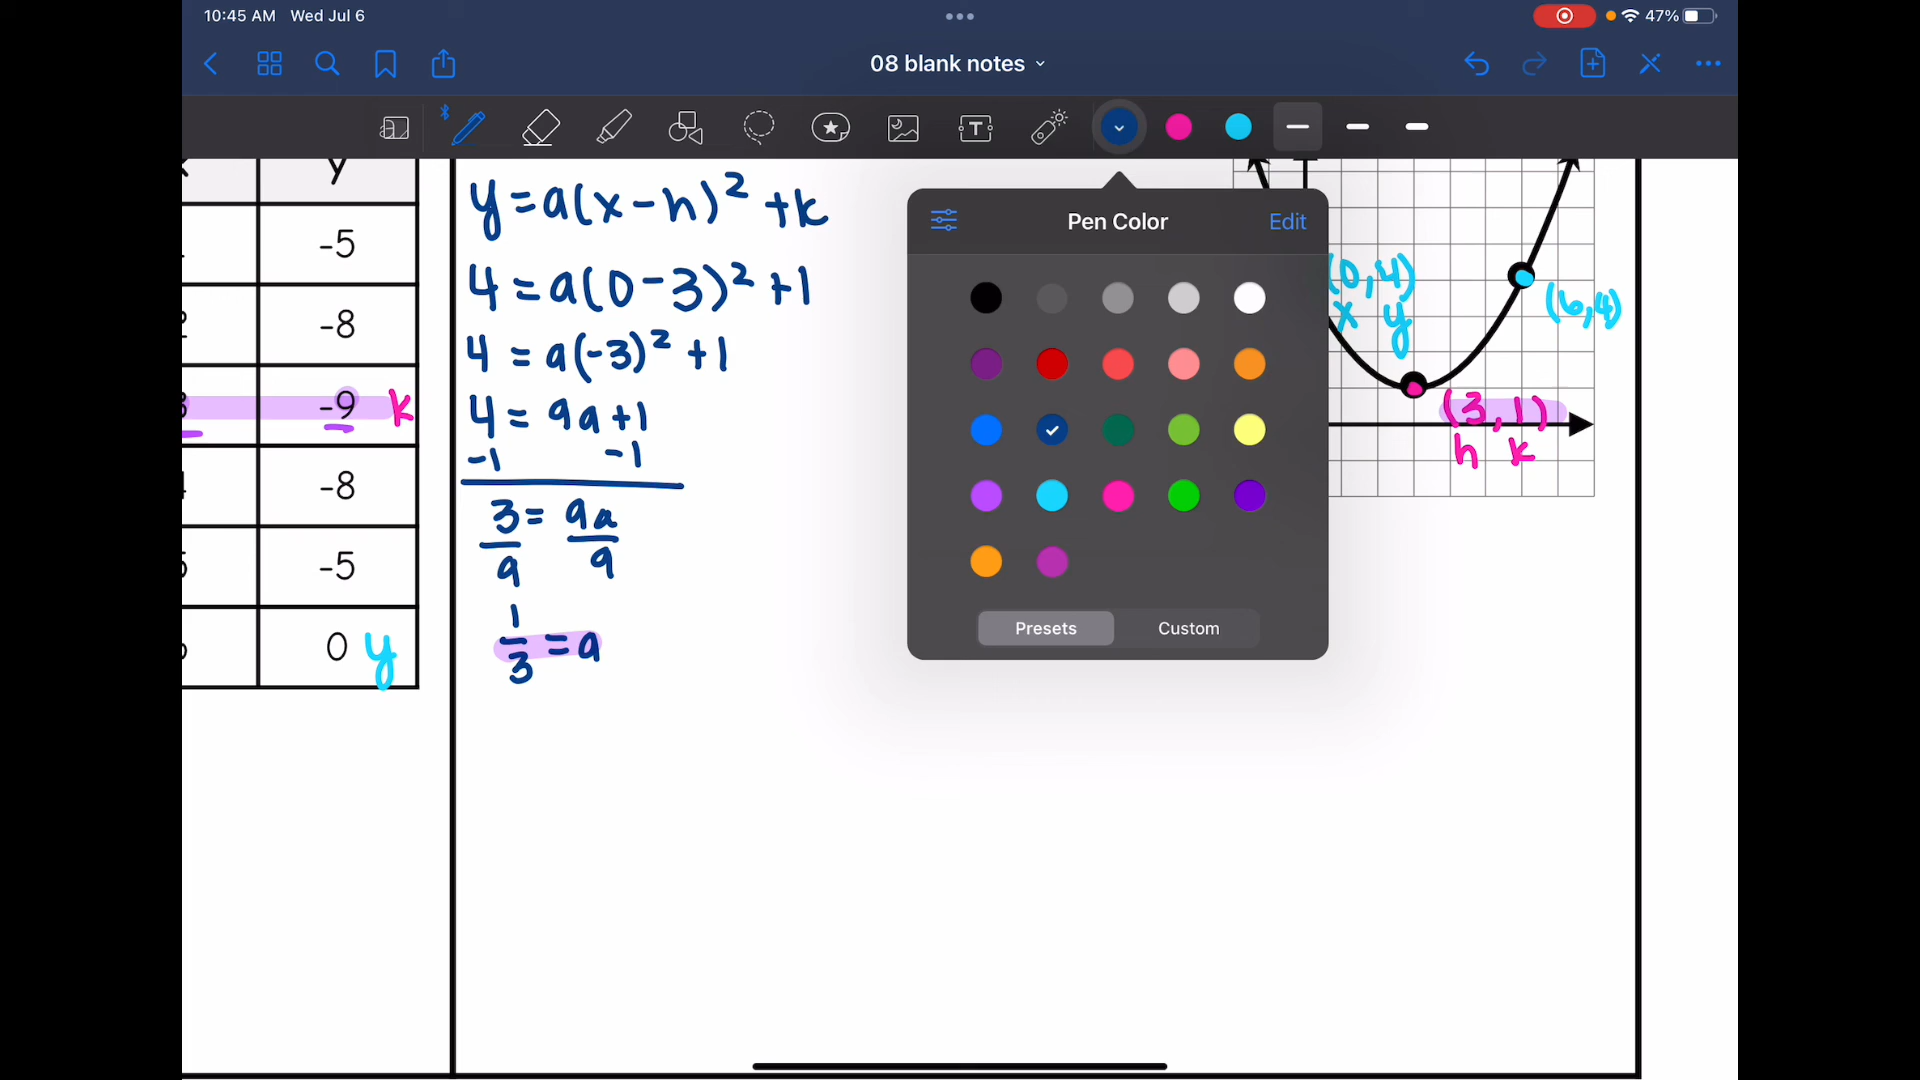 10:45 AM Wed Jul 6
47%
08 blank notes
y
-5
-8
-9 k
-8
-5
0 y
y=a(x-h)² +k
4=a(0-3)² +1
4=a(-3)² +1
4=9a+1
-1 -1
3=9a
9 9
1
3=a
Pen Color
Edit
Presets
Custom
(0,4)
x y
(6,4)
(3,1)
h k